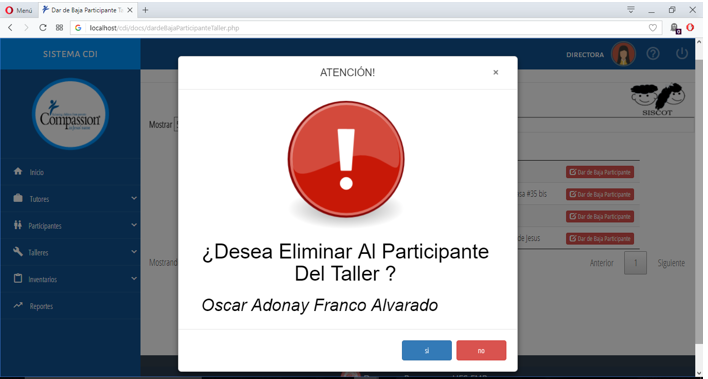 Menú
Dar de Baja Participante T
localhost/cdi/docs/dardeBajaParticipanteTaller.php
SISTEMA CDI
DIRECTORA
ATENCIÓN!
×
Compassion
SISCOT
Mostrar
Inicio
Tutores
Participantes
Talleres
Inventarios
Reportes
Dar de Baja Participante
#35 bis
Dar de Baja Participante
Dar de Baja Participante
de Jesus
Dar de Baja Participante
¿Desea Eliminar Al Participante
Del Taller ?
Oscar Adonay Franco Alvarado
Mostrand
Anterior
1
Siguiente
si
no